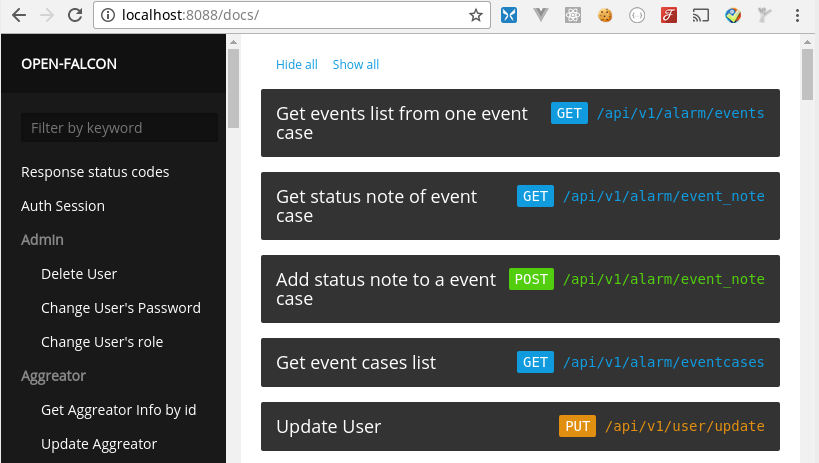 localhost:8088/docs/
OPEN-FALCON
Filter by keyword
Response status codes
Auth Session
Admin
Delete User
Change User's Password
Change User's role
Aggreator
Get Aggreator Info by id
Update Aggreator
Hide all Show all
Get events list from one event
case
GET /api/v1/alarm/events
Get status note of event
case
GET /api/v1/alarm/event_note
Add status note to a event
case
POST /api/v1/alarm/event_note
Get event cases list
GET /api/v1/alarm/eventcases
Update User
PUT /api/v1/user/update